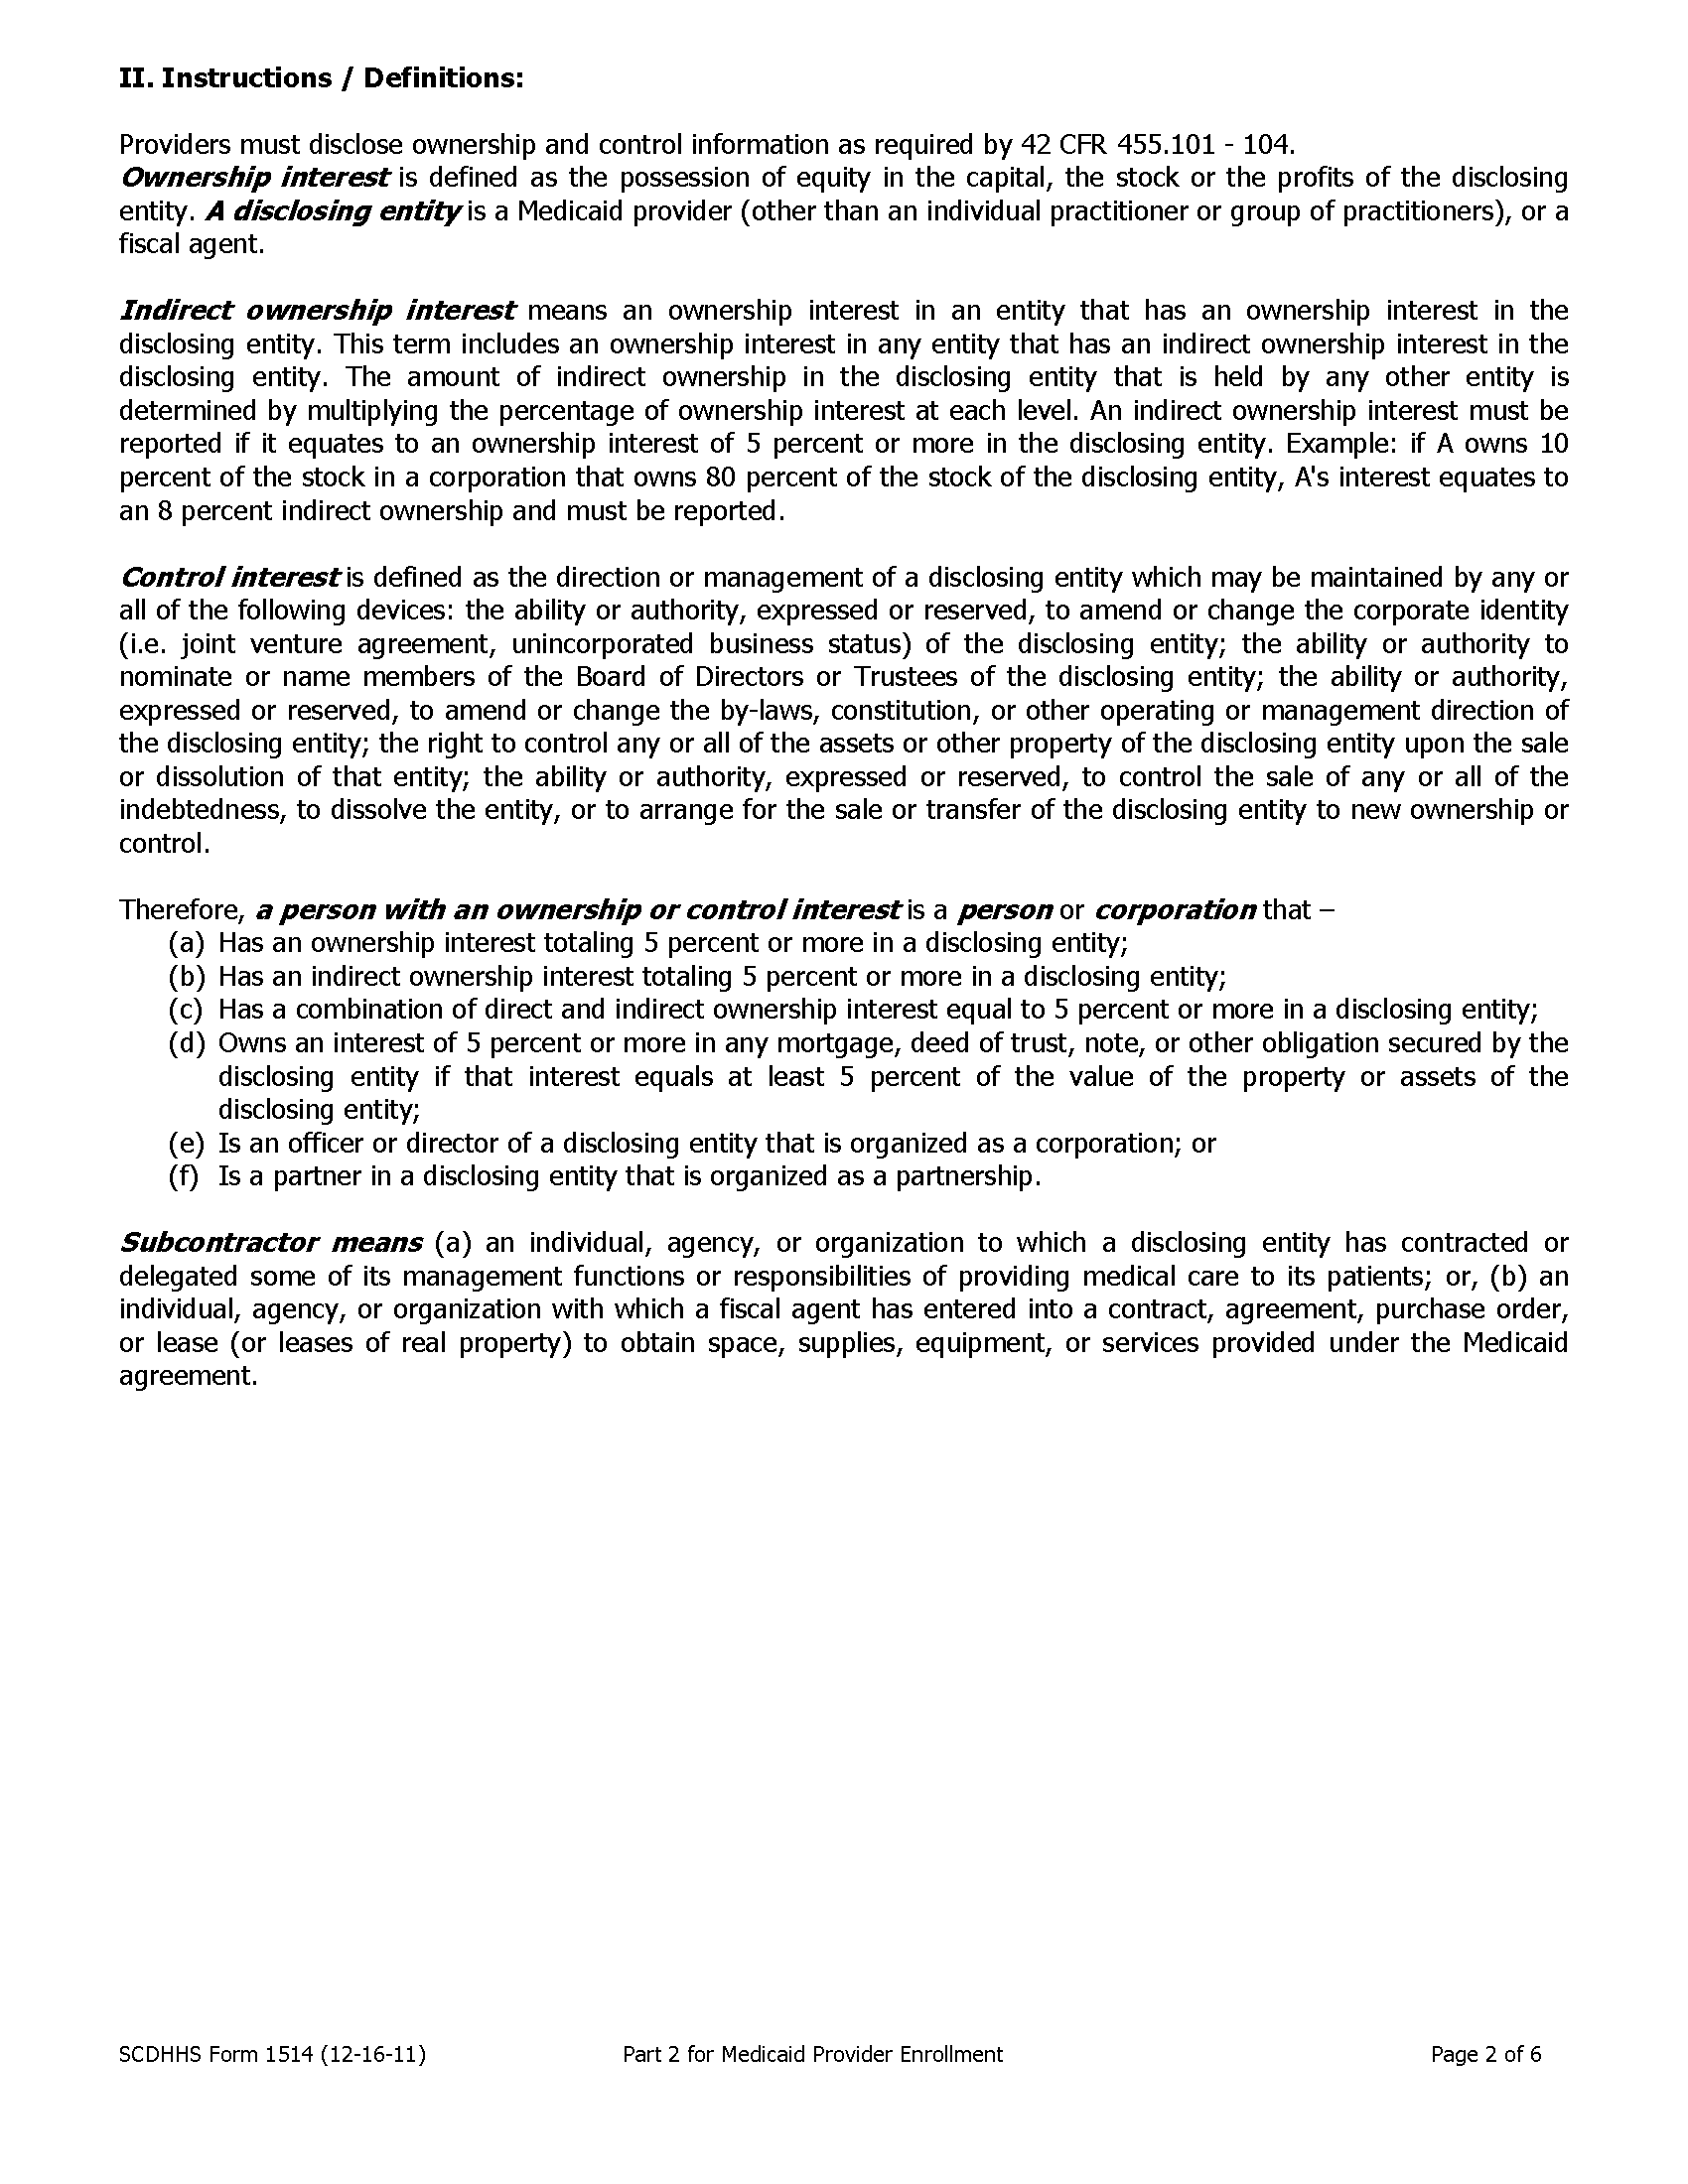 II. Instructions / Definitions:
Providers must disclose ownership and control information as required by 42 CFR 455.101 - 104.
Ownership interest is defined as the possession of equity in the capital, the stock or the profits of the disclosing
entity. A disclosing entity is a Medicaid provider (other than an individual practitioner or group of practitioners), or a
fiscal agent.
Indirect ownership interest means an ownership interest in an entity that has an ownership interest in the
disclosing entity. This term includes an ownership interest in any entity that has an indirect ownership interest in the
disclosing entity. The amount of indirect ownership in the disclosing entity that is held by any other entity is
determined by multiplying the percentage of ownership interest at each level. An indirect ownership interest must be
reported if it equates to an ownership interest of 5 percent or more in the disclosing entity. Example: if A owns 10
percent of the stock in a corporation that owns 80 percent of the stock of the disclosing entity, A's interest equates to
an 8 percent indirect ownership and must be reported.
Control interest is defined as the direction or management of a disclosing entity which may be maintained by any or
all of the following devices: the ability or authority, expressed or reserved, to amend or change the corporate identity
(i.e. joint venture agreement, unincorporated business status) of the disclosing entity; the ability or authority to
nominate or name members of the Board of Directors or Trustees of the disclosing entity; the ability or authority,
expressed or reserved, to amend or change the by-laws, constitution, or other operating or management direction of
the disclosing entity; the right to control any or all of the assets or other property of the disclosing entity upon the sale
or dissolution of that entity; the ability or authority, expressed or reserved, to control the sale of any or all of the
indebtedness, to dissolve the entity, or to arrange for the sale or transfer of the disclosing entity to new ownership or
control.
Therefore, a person with an ownership or control interest is a person or corporation that –
(a) Has an ownership interest totaling 5 percent or more in a disclosing entity;
(b) Has an indirect ownership interest totaling 5 percent or more in a disclosing entity;
(c) Has a combination of direct and indirect ownership interest equal to 5 percent or more in a disclosing entity;
(d) Owns an interest of 5 percent or more in any mortgage, deed of trust, note, or other obligation secured by the
disclosing entity if that interest equals at least 5 percent of the value of the property or assets of the
disclosing entity;
(e) Is an officer or director of a disclosing entity that is organized as a corporation; or
(f) Is a partner in a disclosing entity that is organized as a partnership.
Subcontractor means (a) an individual, agency, or organization to which a disclosing entity has contracted or
delegated some of its management functions or responsibilities of providing medical care to its patients; or, (b) an
individual, agency, or organization with which a fiscal agent has entered into a contract, agreement, purchase order,
or lease (or leases of real property) to obtain space, supplies, equipment, or services provided under the Medicaid
agreement.
SCDHHS Form 1514 (12-16-11) Part 2 for Medicaid Provider Enrollment Page 2 of 6